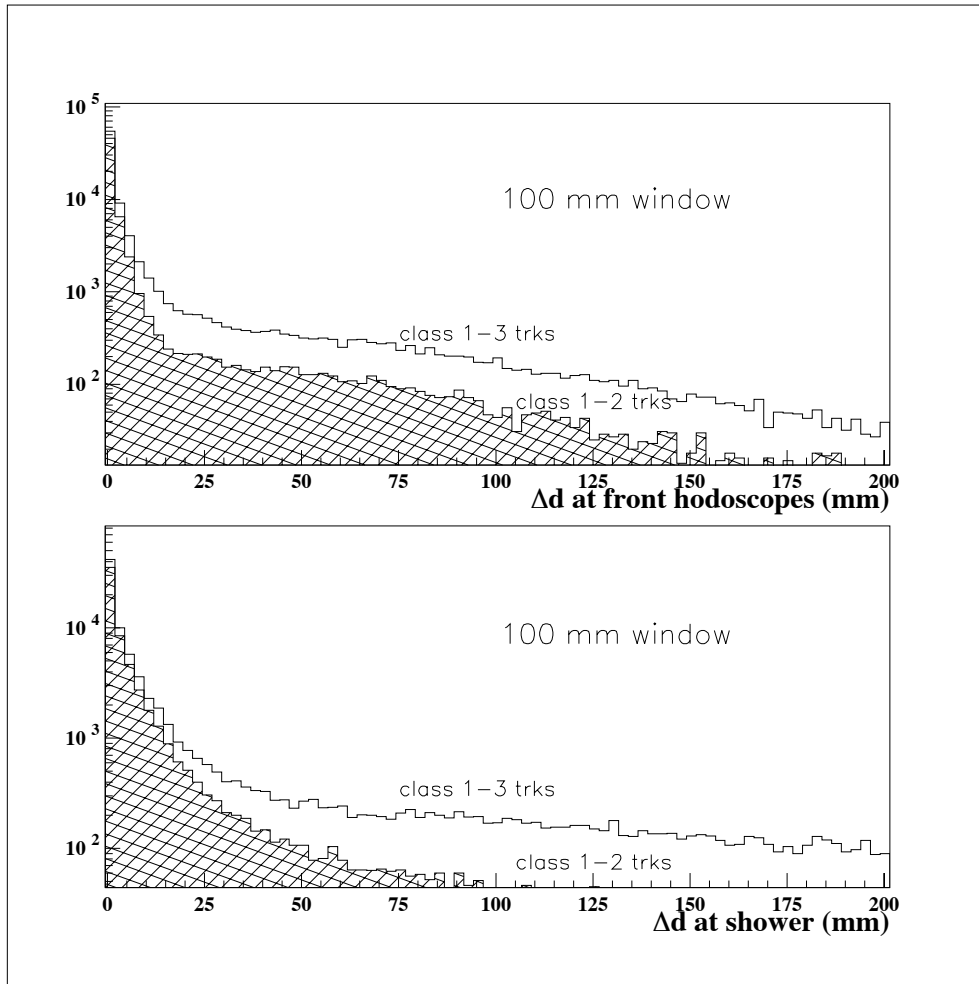 10^5
10^4
10^3
10^2
100 mm window
class 1-3 trks
class 1-2 trks
0 25 50 75 100 125 150 175 200
Δd at front hodoscopes (mm)
10^4
10^3
10^2
100 mm window
class 1-3 trks
class 1-2 trks
0 25 50 75 100 125 150 175 200
Δd at shower (mm)